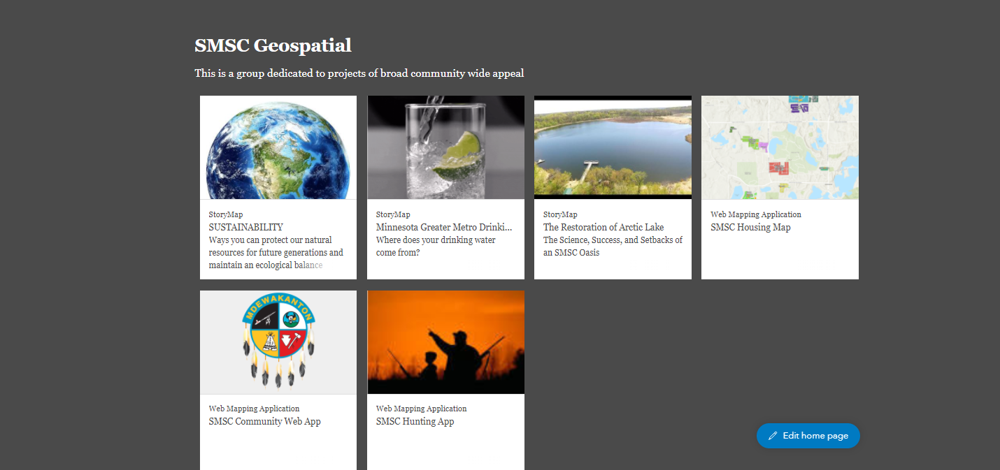 SMSC Geospatial
This is a group dedicated to projects of broad community wide appeal
StoryMap
SUSTAINABILITY
Ways you can protect our natural
resources for future generations and
maintain an ecological balance
StoryMap
Minnesota Greater Metro Drinki...
Where does your drinking water
come from?
StoryMap
The Restoration of Arctic Lake
The Science, Success, and Setbacks of
an SMSC Oasis
Web Mapping Application
SMSC Housing Map
MDEWAKANTON
Web Mapping Application
SMSC Community Web App
Web Mapping Application
SMSC Hunting App
Edit home page